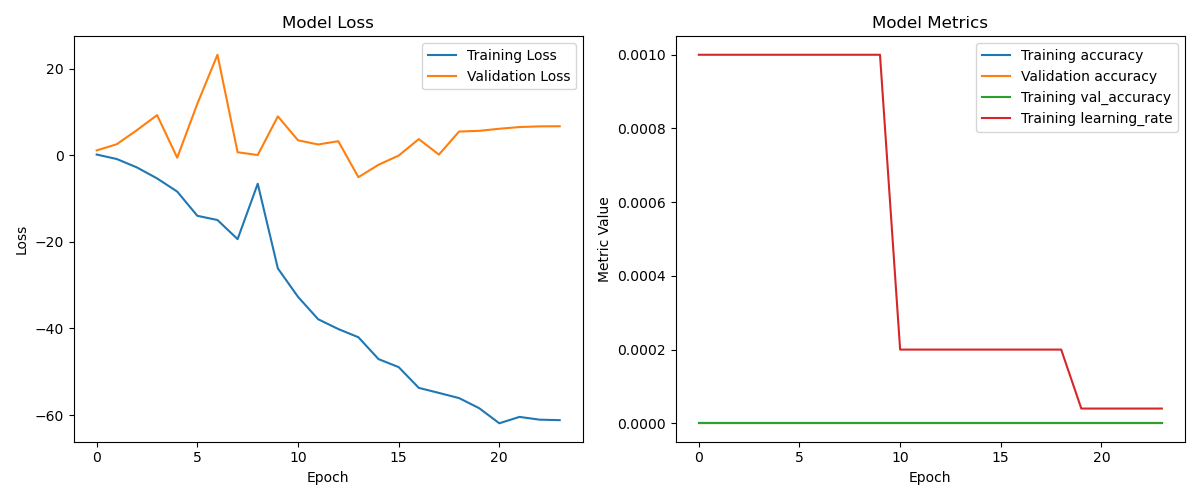 Model Loss
Training Loss
Validation Loss
Loss
20
0
−20
−40
−60
0
5
10
15
20
Epoch
Model Metrics
Training accuracy
Validation accuracy
Training val_accuracy
Training learning_rate
Metric Value
0.0010
0.0008
0.0006
0.0004
0.0002
0.0000
0
5
10
15
20
Epoch